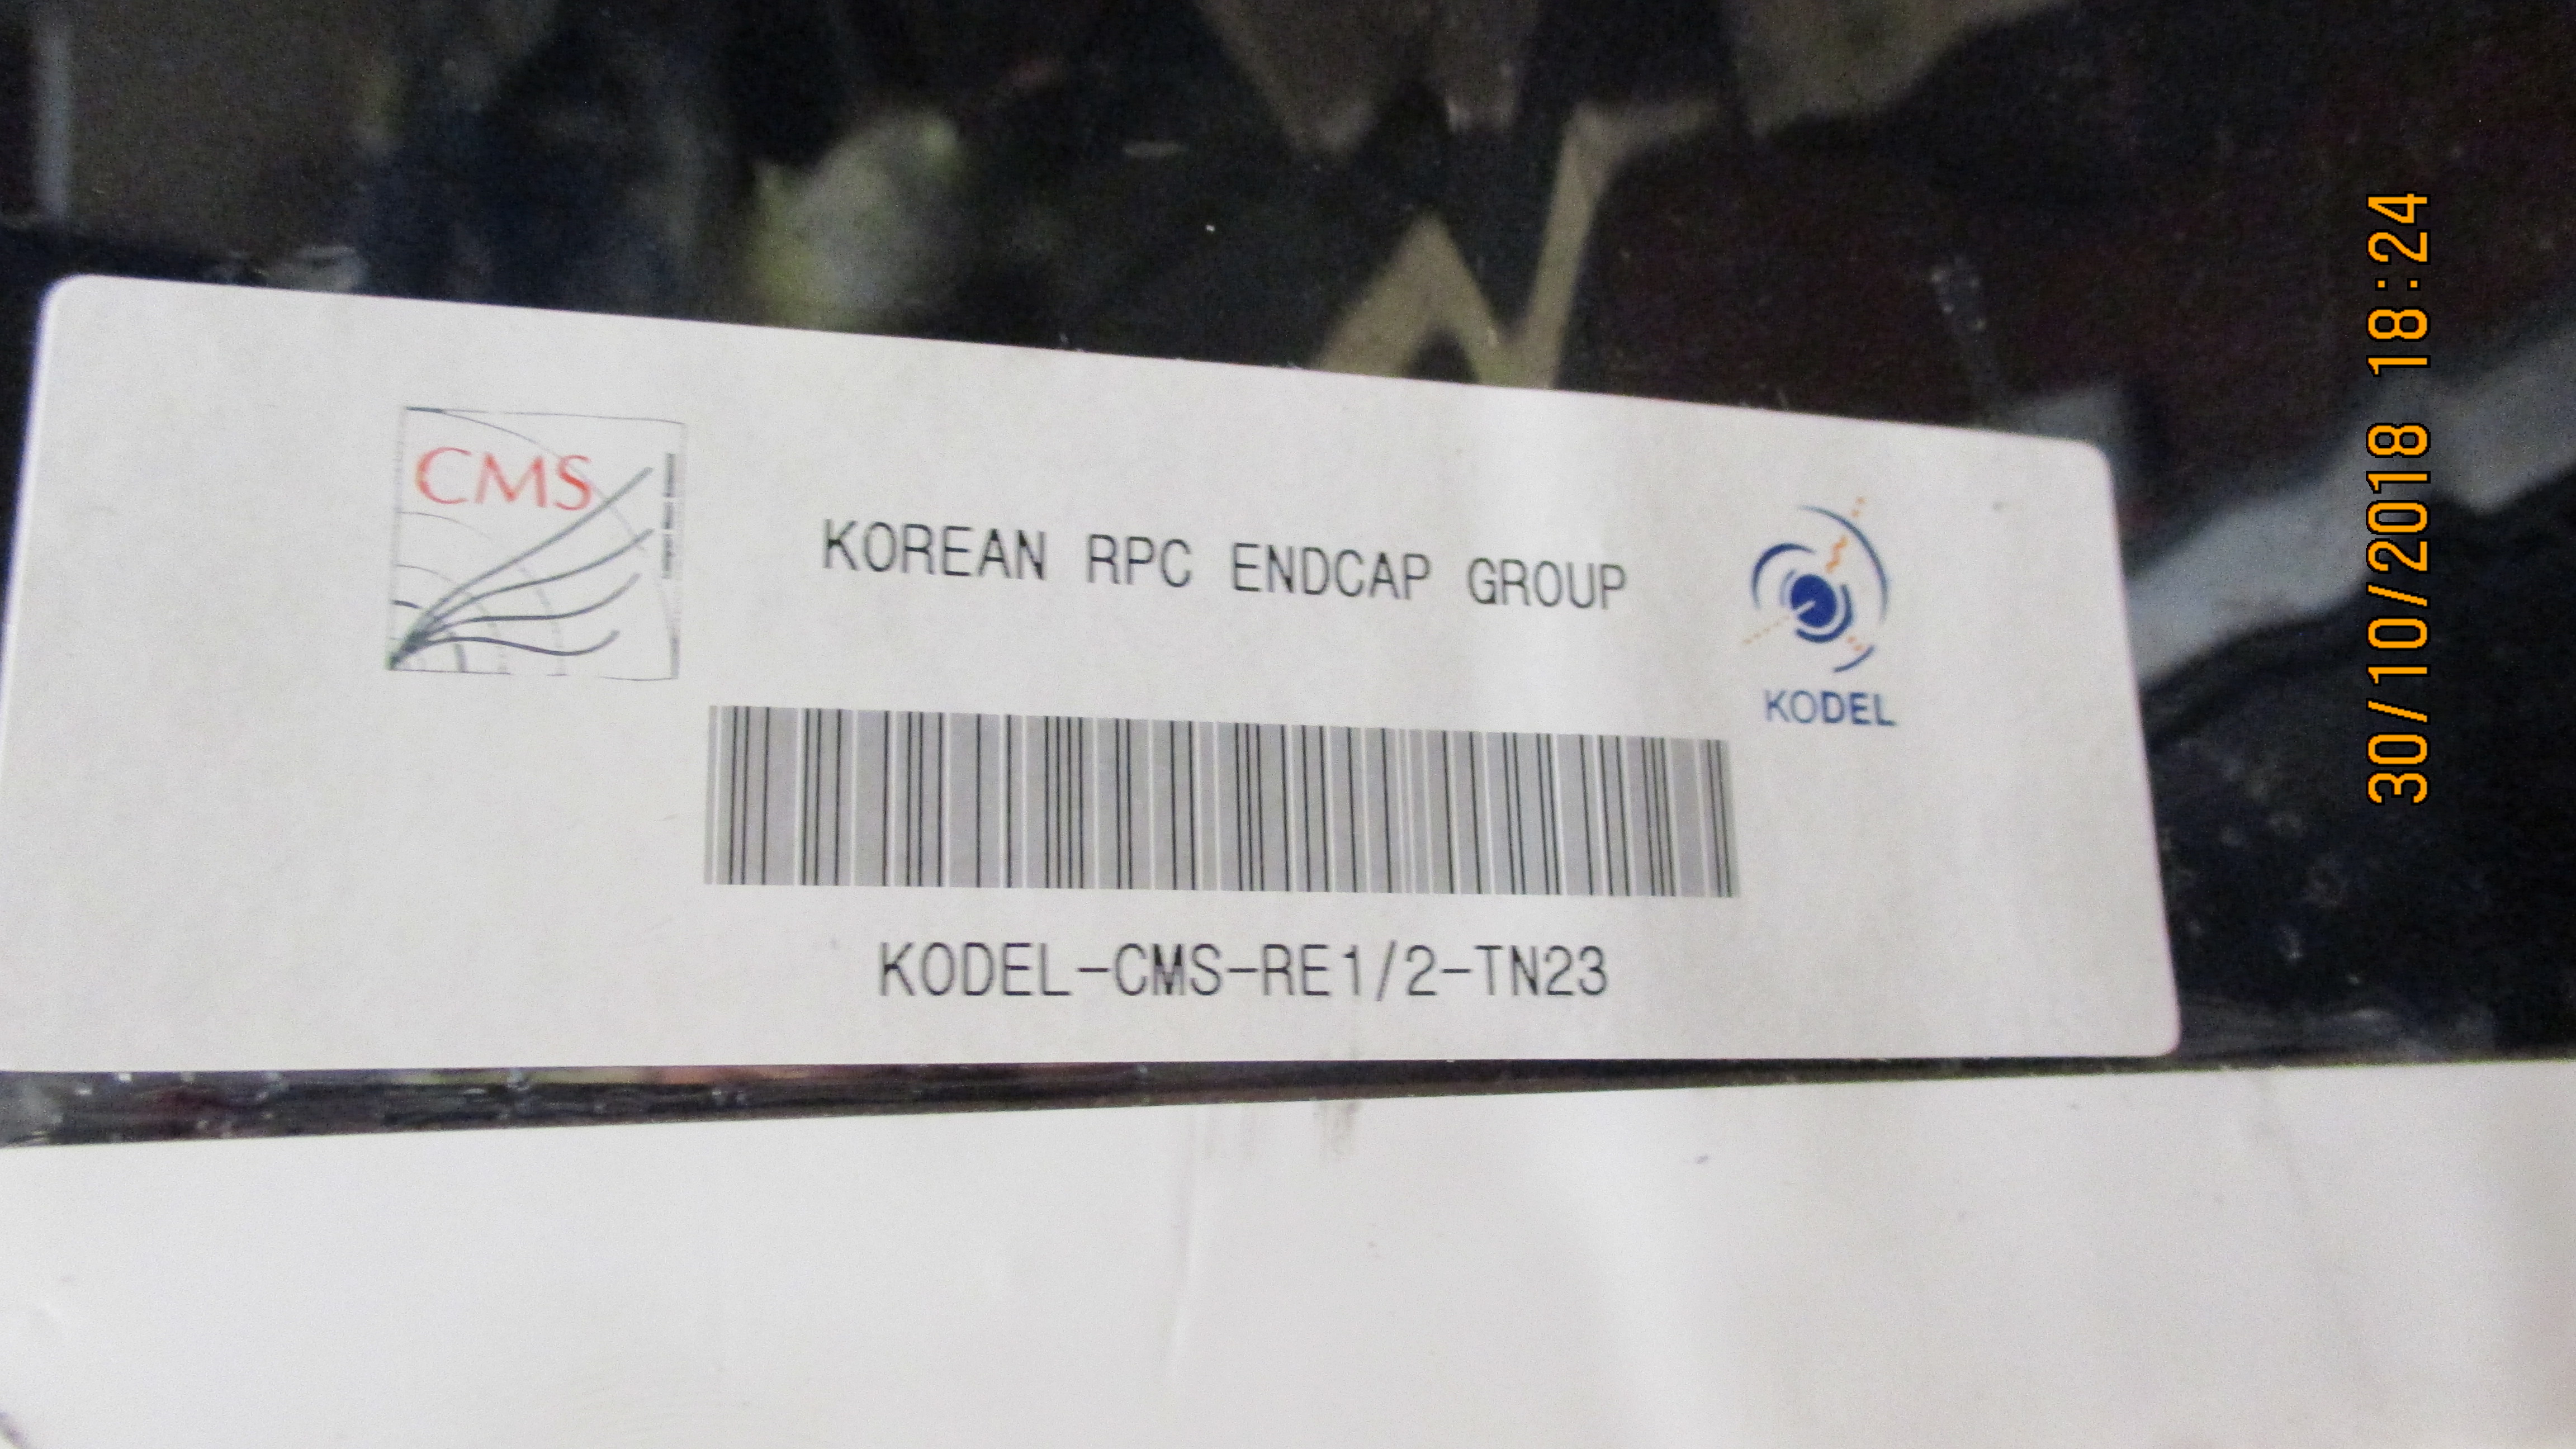 CMS
KOREAN RPC ENDCAP GROUP
KODEL
KODEL-CMS-RE1/2-TN23
30/10/2018 18:24